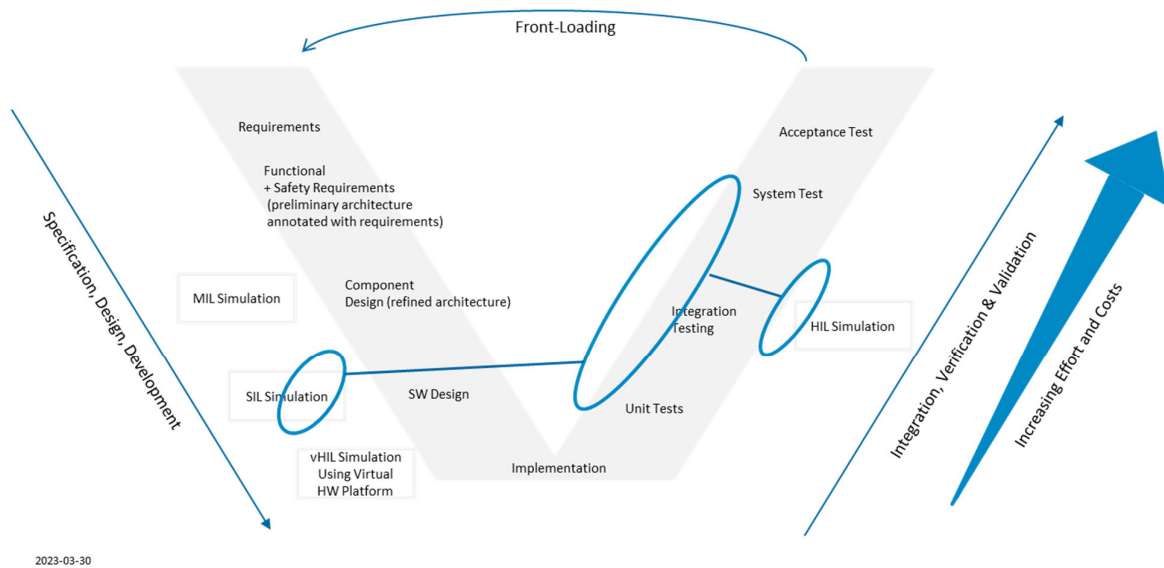 Front-Loading
Requirements
Acceptance Test
Functional
+ Safety Requirements
(preliminary architecture
annotated with requirements)
System Test
Specification, Design, Development
MIL Simulation
Component
Design (refined architecture)
Integration
Testing
HIL Simulation
Integration, Verification & Validation
Increasing Effort and Costs
SIL Simulation
SW Design
Unit Tests
vHIL Simulation
Using Virtual
HW Platform
Implementation
2023-03-30